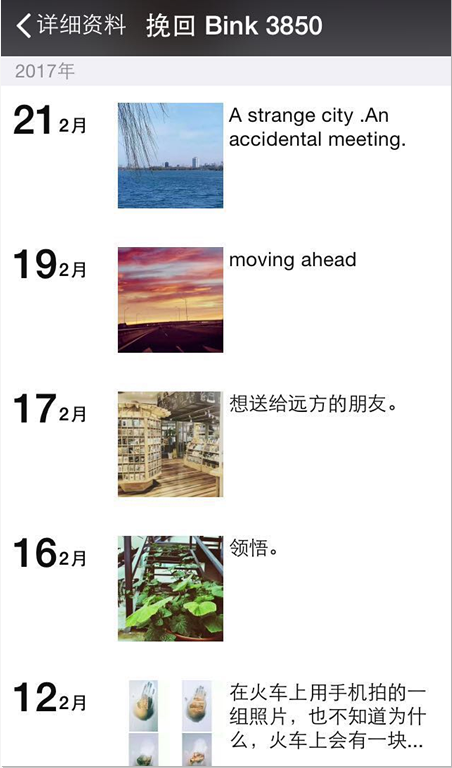 详细资料 挽回 Bink 3850
2017年
21 2月
A strange city .An
accidental meeting.
19 2月
moving ahead
17 2月
想送给远方的朋友。
16 2月
领悟。
12 2月
在火车上用手机拍的一
组照片，也不知道为什
么，火车上会有一块...